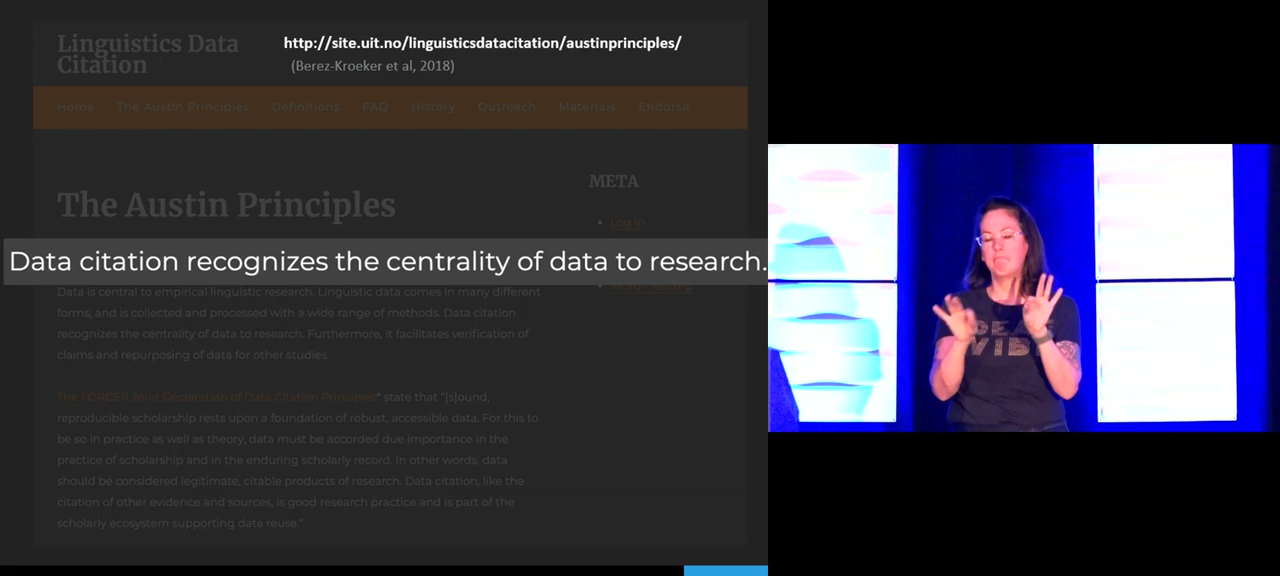 Linguistics Data
Citation
http://site.uit.no/linguisticsdatacitation/austinprinciples/
(Berez-Kroeker et al, 2018)
Home The Austin Principles Definitions FAQ History Outreach Materials Endorse
The Austin Principles
META
Log in
Data citation recognizes the centrality of data to research.
WordPress.org
Data is central to empirical linguistic research. Linguistic data comes in many different
forms, and is collected and processed with a wide range of methods. Data citation
recognizes the centrality of data to research. Furthermore, it facilitates verification of
claims and repurposing of data for other studies.
The FORCE11 Joint Declaration of Data Citation Principles* state that "[s]ound,
reproducible scholarship rests upon a foundation of robust, accessible data. For this to
be so in practice as well as theory, data must be accorded due importance in the
practice of scholarship and in the enduring scholarly record. In other words, data
should be considered legitimate, citable products of research. Data citation, like the
citation of other evidence and sources, is good research practice and is part of the
scholarly ecosystem supporting data reuse."
DEAF
VIBE